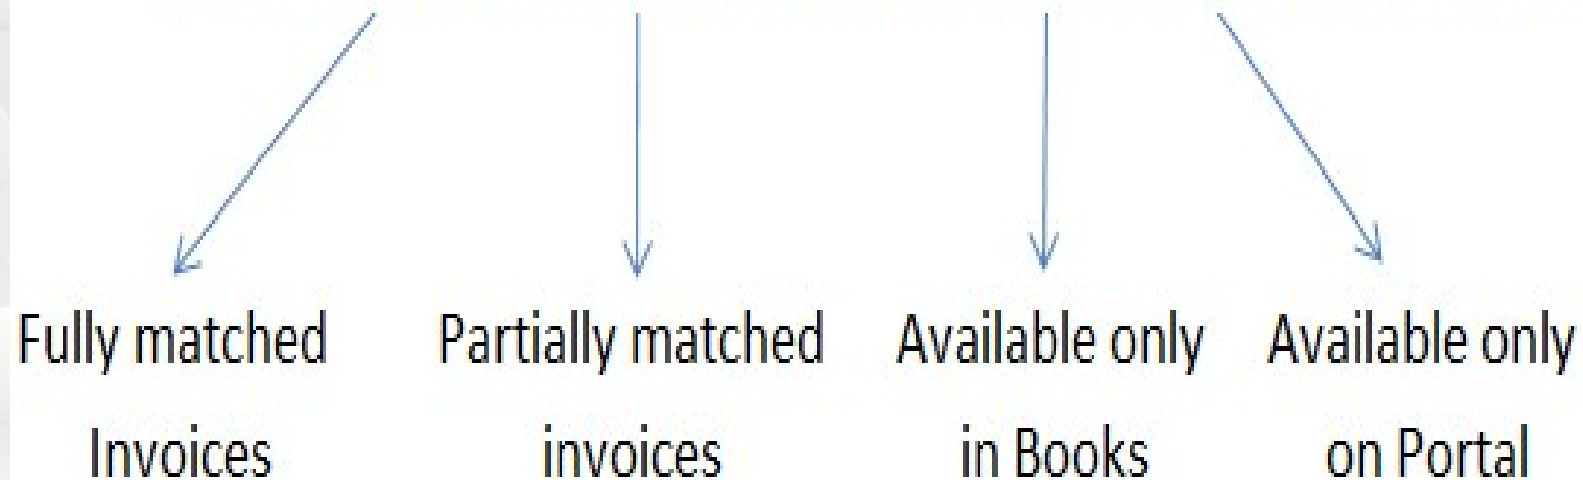 Fully matched
Invoices
Partially matched
invoices
Available only
in Books
Available only
on Portal